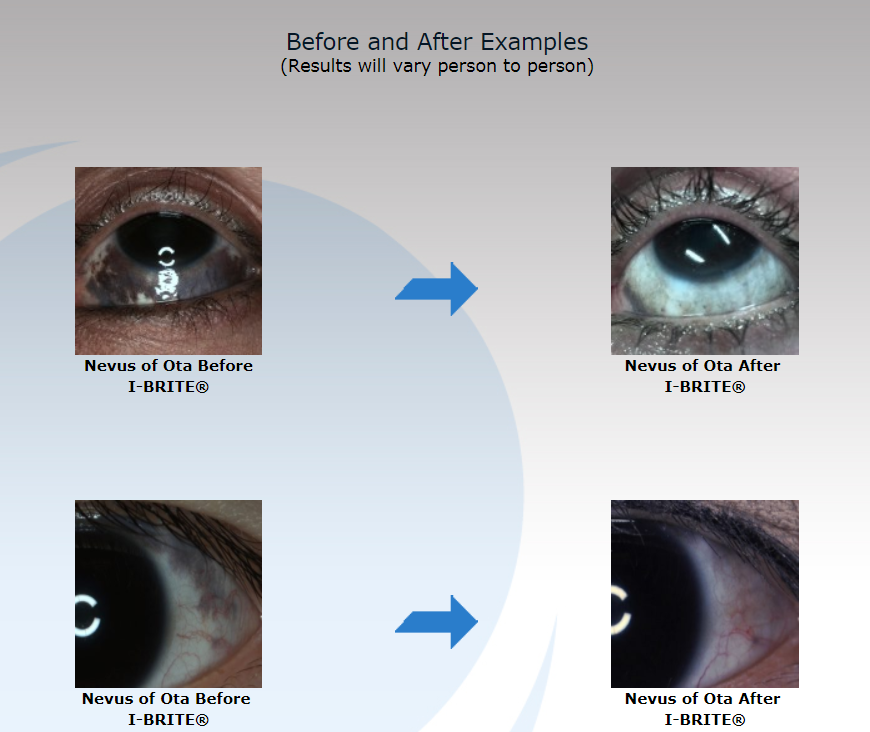 Before and After Examples
(Results will vary person to person)
Nevus of Ota Before
I-BRITE®
Nevus of Ota After
I-BRITE®
Nevus of Ota Before
I-BRITE®
Nevus of Ota After
I-BRITE®